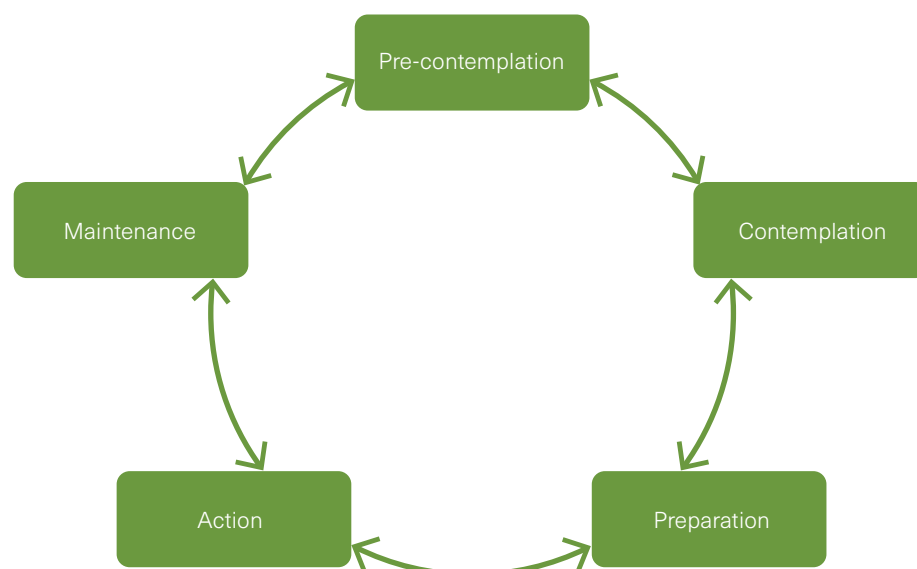 Pre-contemplation
Maintenance
Contemplation
Action
Preparation